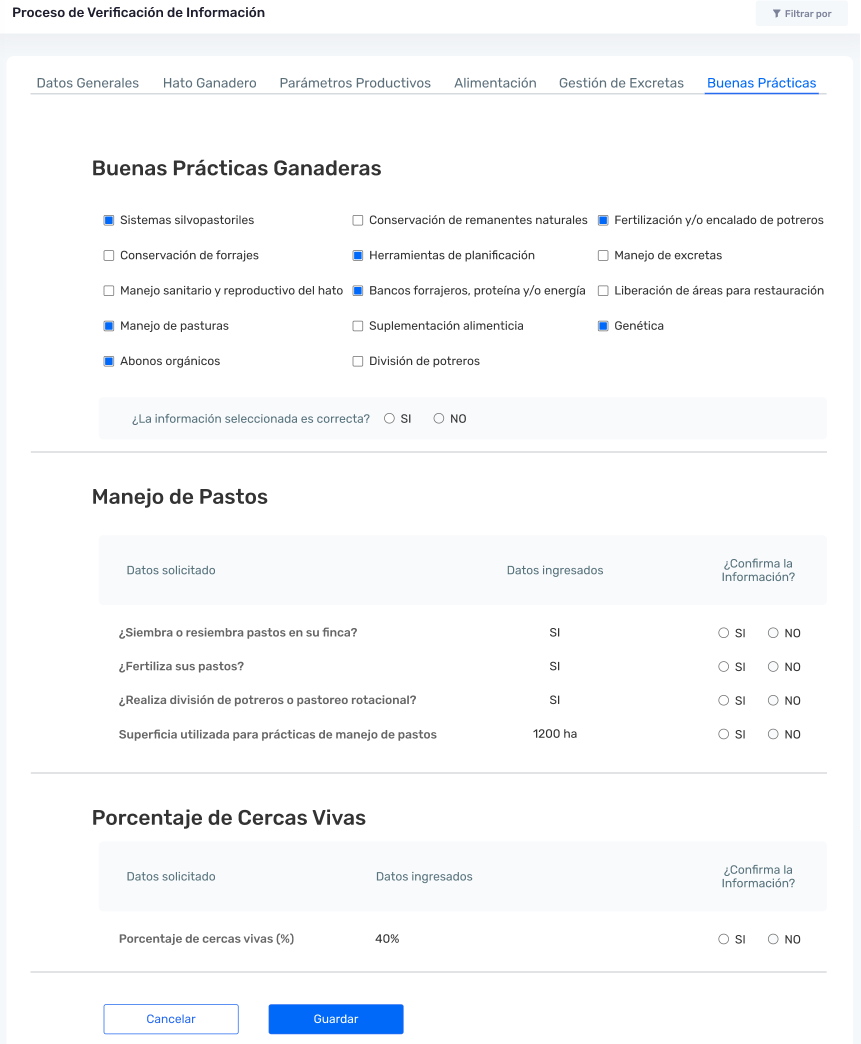 Proceso de Verificación de Información
Filtrar por
Datos Generales Hato Ganadero Parámetros Productivos Alimentación Gestión de Excretas Buenas Prácticas
Buenas Prácticas Ganaderas
Sistemas silvopastoriles Conservación de remanentes naturales Fertilización y/o encalado de potreros
Conservación de forrajes Herramientas de planificación Manejo de excretas
Manejo sanitario y reproductivo del hato Bancos forrajeros, proteína y/o energía Liberación de áreas para restauración
Manejo de pasturas Suplementación alimenticia Genética
Abonos orgánicos División de potreros
¿La información seleccionada es correcta? SI NO
Manejo de Pastos
Datos solicitado Datos ingresados ¿Confirma la
Información?
¿Siembra o resiembra pastos en su finca? SI SI NO
¿Fertiliza sus pastos? SI SI NO
¿Realiza división de potreros o pastoreo rotacional? SI SI NO
Superficia utilizada para prácticas de manejo de pastos 1200 ha SI NO
Porcentaje de Cercas Vivas
Datos solicitado Datos ingresados ¿Confirma la
Información?
Porcentaje de cercas vivas (%) 40% SI NO
Cancelar Guardar